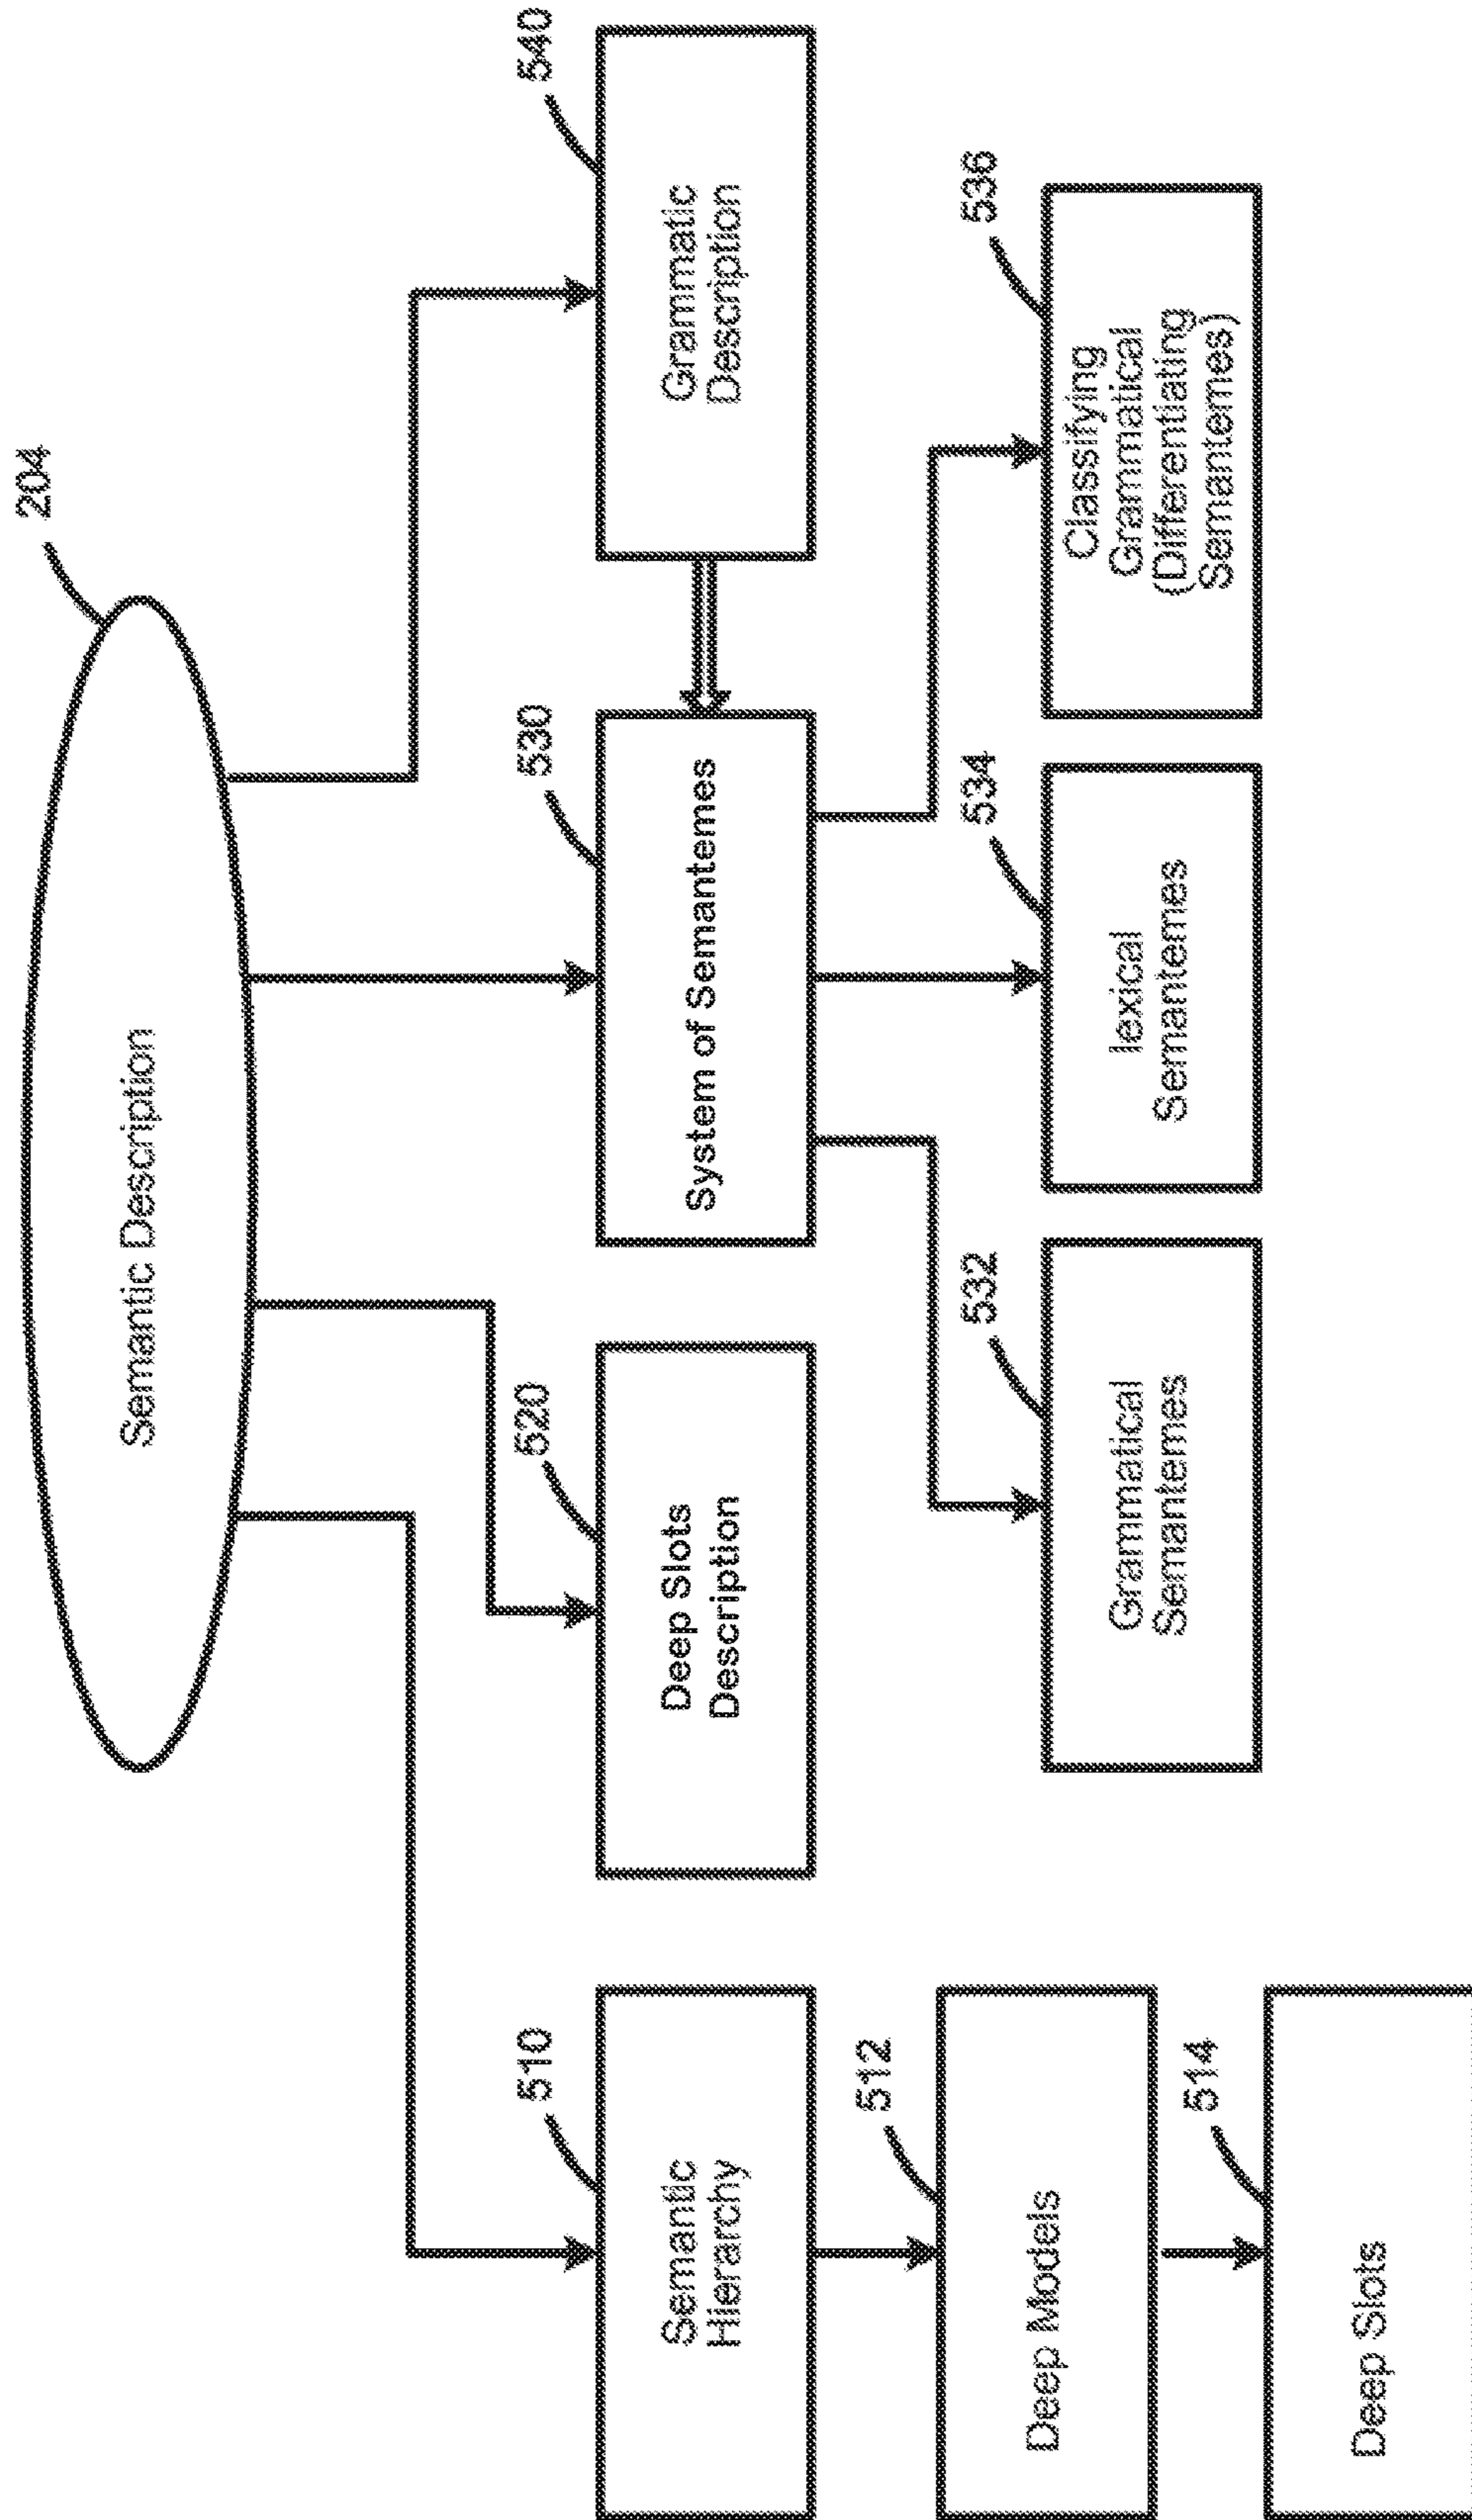 204
Semantic Description
510
Semantic
Hierarchy
520
Deep Slots
Description
530
System of Semantemes
540
Grammatic
Description
512
Deep Models
532
Grammatical
Semantemes
534
lexical
Semantemes
536
Classifying
Grammatical
(Differentiating
Semantemes)
514
Deep Slots